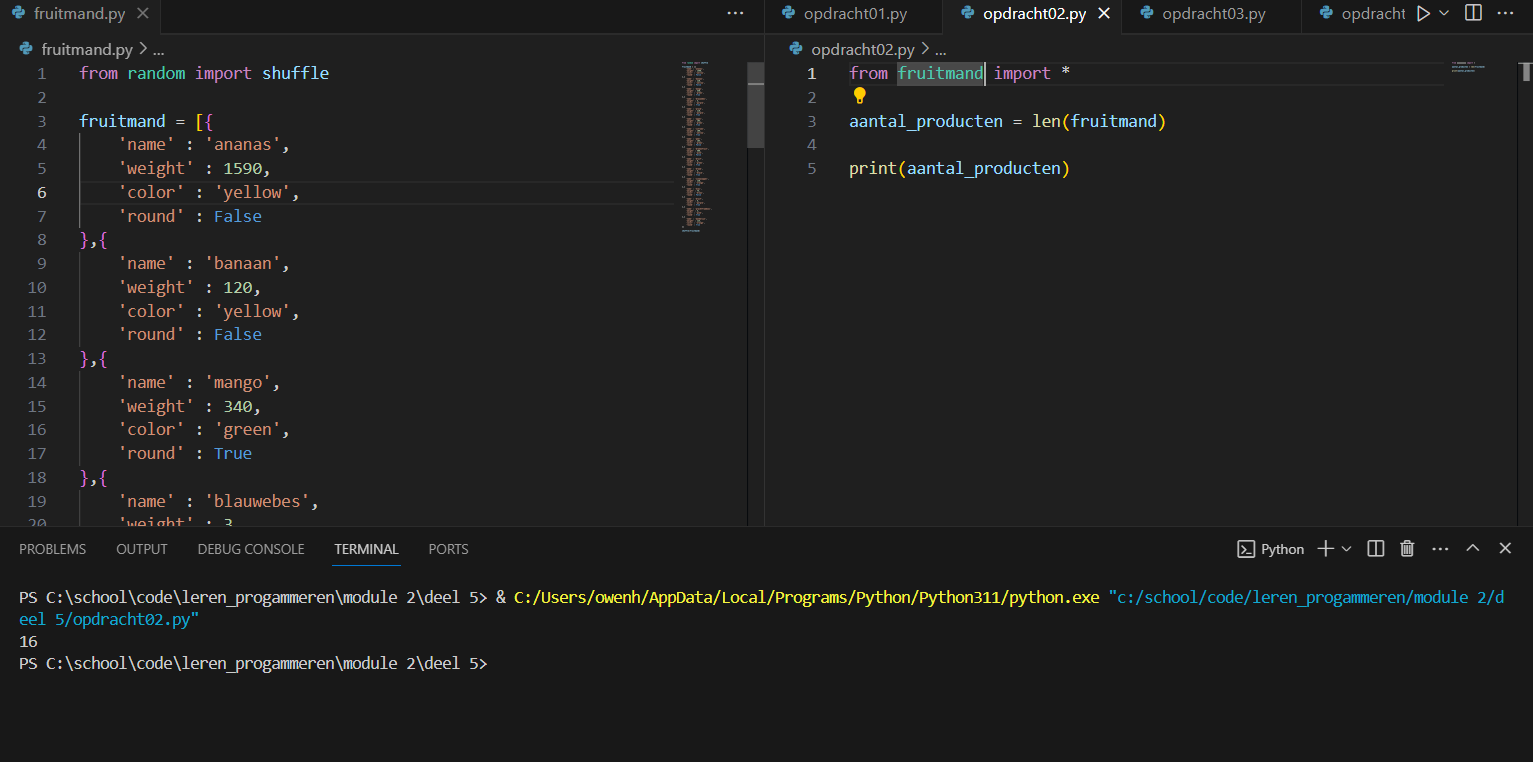 fruitmand.py
fruitmand.py > ...
1 from random import shuffle
2
3 fruitmand = [{
4 'name' : 'ananas',
5 'weight' : 1590,
6 'color' : 'yellow',
7 'round' : False
8 },{
9 'name' : 'banaan',
10 'weight' : 120,
11 'color' : 'yellow',
12 'round' : False
13 },{
14 'name' : 'mango',
15 'weight' : 340,
16 'color' : 'green',
17 'round' : True
18 },{
19 'name' : 'blauwebes',
20 'weight' : 3
opdracht01.py opdracht02.py opdracht03.py opdracht
opdracht02.py > ...
1 from fruitmand import *
2
3 aantal_producten = len(fruitmand)
4
5 print(aantal_producten)
PROBLEMS OUTPUT DEBUG CONSOLE TERMINAL PORTS
Python
PS C:\school\code\leren_progammeren\module 2\deel 5> & C:/Users/owenh/AppData/Local/Programs/Python/Python311/python.exe "c:/school/code/leren_progammeren/module 2/d
eel 5/opdracht02.py"
16
PS C:\school\code\leren_progammeren\module 2\deel 5>